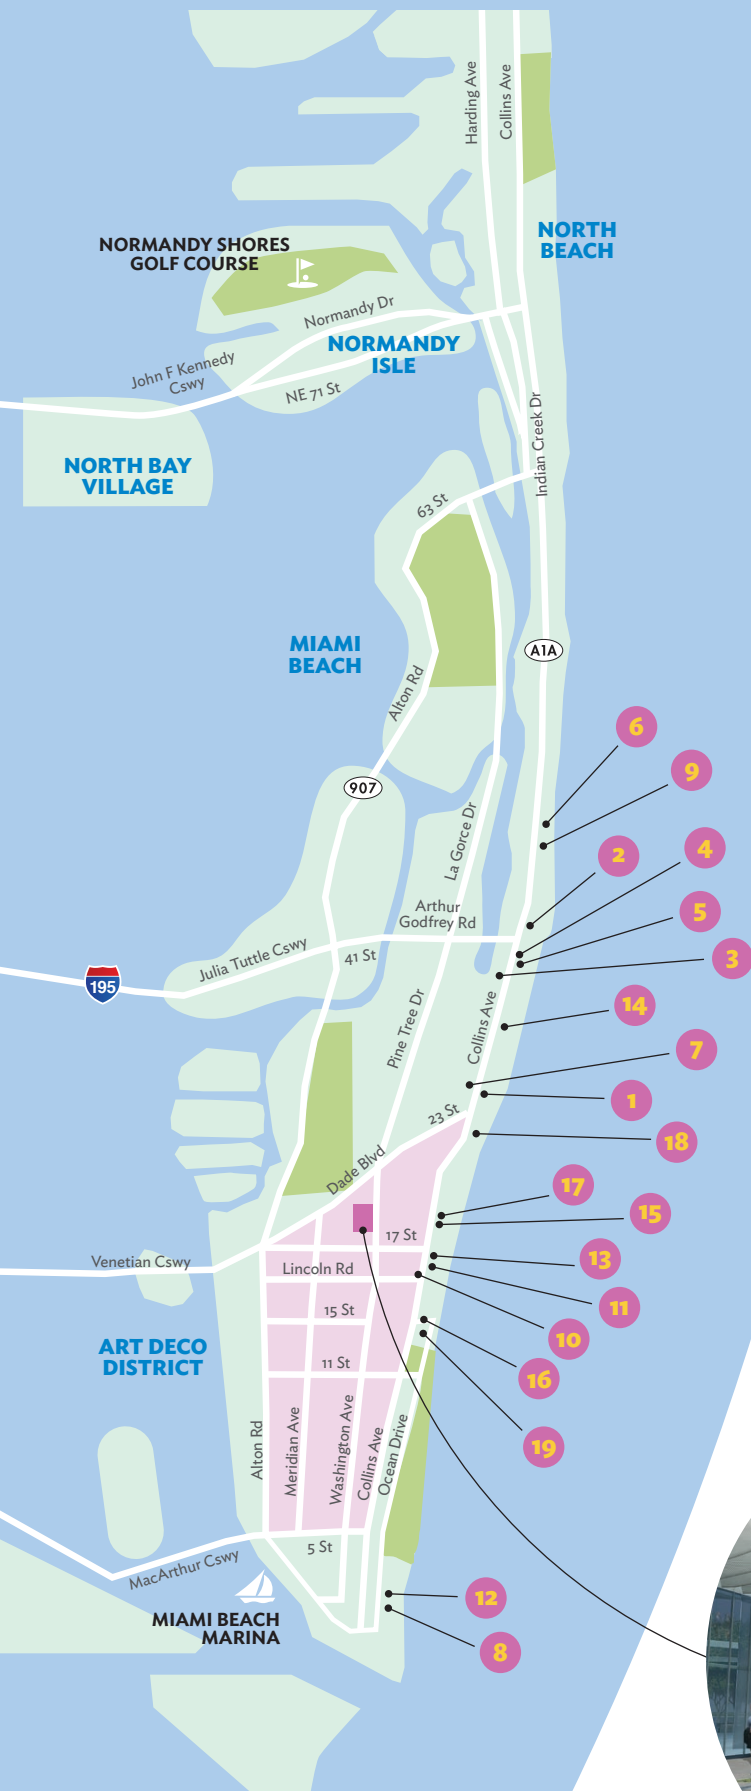 Harding Ave
Collins Ave
NORTH
BEACH
NORMANDY SHORES
GOLF COURSE
Normandy Dr
NORMANDY
ISLE
John F Kennedy
Cswy
NE 71 St
Indian Creek Dr
NORTH BAY
VILLAGE
63 St
MIAMI
BEACH
A1A
Alton Rd
6
9
907
La Gorce Dr
2
4
Arthur
Godfrey Rd
5
Julia Tuttle Cswy
41 St
3
195
14
Pine Tree Dr
Collins Ave
7
1
23 St
18
Dade Blvd
17
15
17 St
Venetian Cswy
13
Lincoln Rd
11
15 St
10
ART DECO
DISTRICT
11 St
16
Alton Rd
Meridian Ave
Washington Ave
Collins Ave
Ocean Drive
19
5 St
MacArthur Cswy
12
MIAMI BEACH
MARINA
8